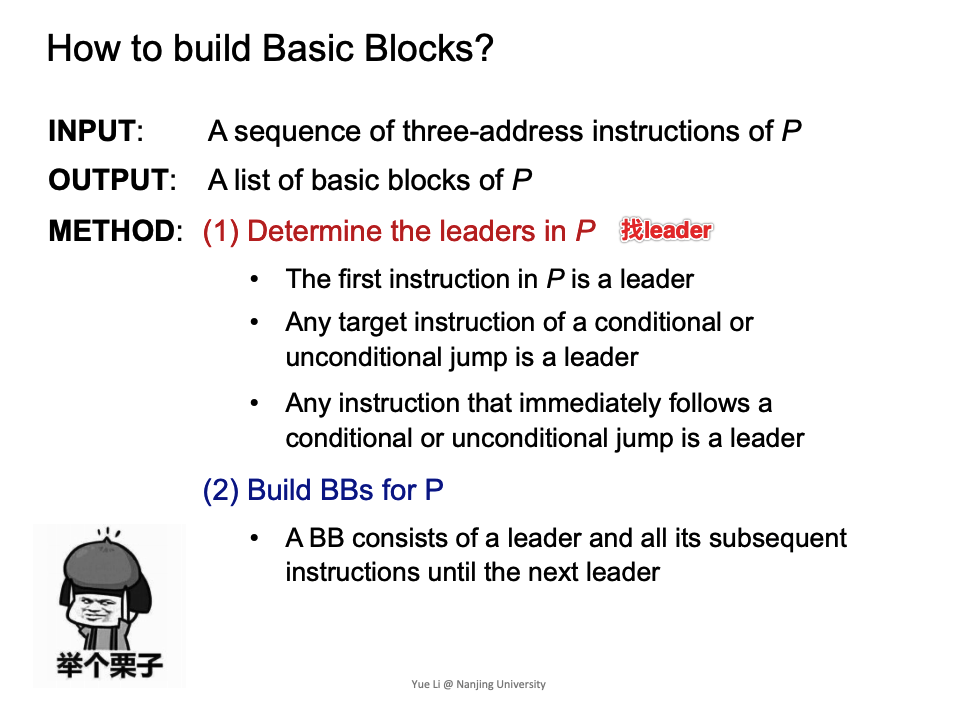 How to build Basic Blocks?
INPUT: A sequence of three-address instructions of P
OUTPUT: A list of basic blocks of P
METHOD: (1) Determine the leaders in P 找leader
• The first instruction in P is a leader
• Any target instruction of a conditional or
unconditional jump is a leader
• Any instruction that immediately follows a
conditional or unconditional jump is a leader
(2) Build BBs for P
• A BB consists of a leader and all its subsequent
instructions until the next leader
举个栗子
Yue Li @ Nanjing University